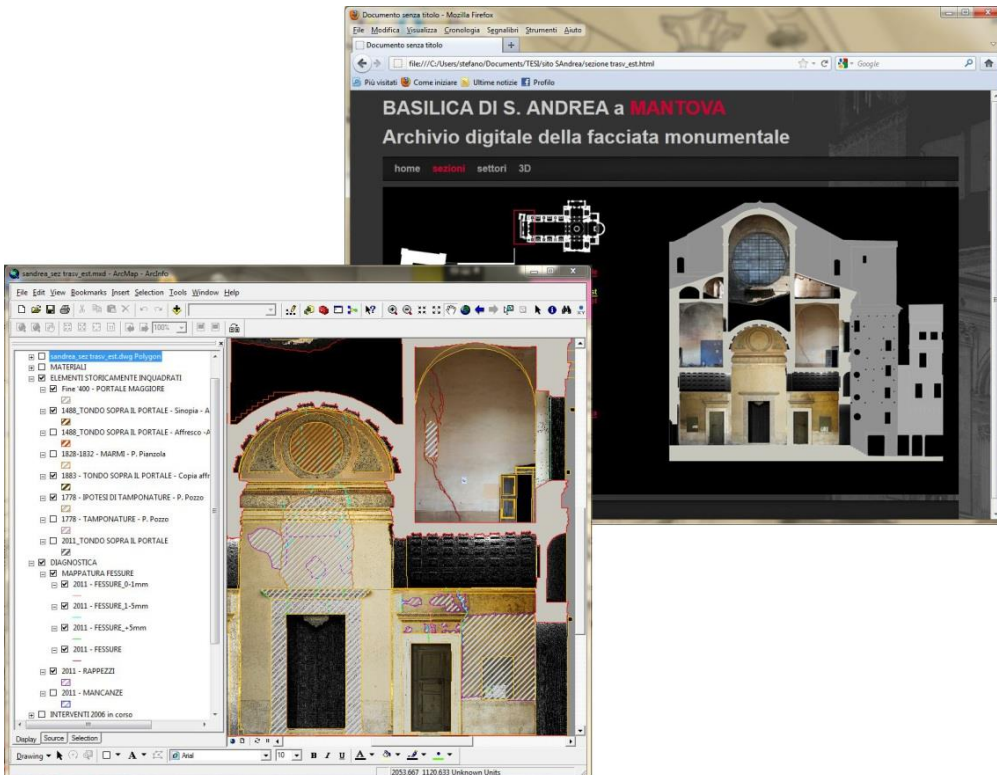 Documento senza titolo - Mozilla Firefox
File Modifica Visualizza Cronologia Segnalibri Strumenti Aiuto
Documento senza titolo
file:///C:/Users/stefano/Documents/TESI/sito SAndrea/sezione trasv_est.html
Google
Più visitati Come iniziare Ultime notizie Profilo
BASILICA DI S. ANDREA a MANTOVA
Archivio digitale della facciata monumentale
home sezioni settori 3D
sandrea_sez trasv_est.mxd - ArcMap - ArcInfo
File Edit View Bookmarks Insert Selection Tools Window Help
100%
sandrea_sez trasv_est.dwg Polygon
MATERIALI
ELEMENTI STORICAMENTE INQUADRATI
Fine '400 - PORTALE MAGGIORE
1488_TONDO SOPRA IL PORTALE - Sinopia - A
1488_TONDO SOPRA IL PORTALE - Affresco -A
1828-1832 - MARMI - P. Pianzola
1883 - TONDO SOPRA IL PORTALE - Copia affr
1778 - IPOTESI DI TAMPONATURE - P. Pozzo
1778 - TAMPONATURE - P. Pozzo
2011_TONDO SOPRA IL PORTALE
DIAGNOSTICA
MAPPATURA FESSURE
2011 - FESSURE_0-1mm
2011 - FESSURE_1-5mm
2011 - FESSURE_+5mm
2011 - FESSURE
2011 - RAPPEZZI
2011 - MANCANZE
INTERVENTI 2006 in corso
Display Source Selection
Drawing A Arial 10 B I U A
2053.667 1120.633 Unknown Units